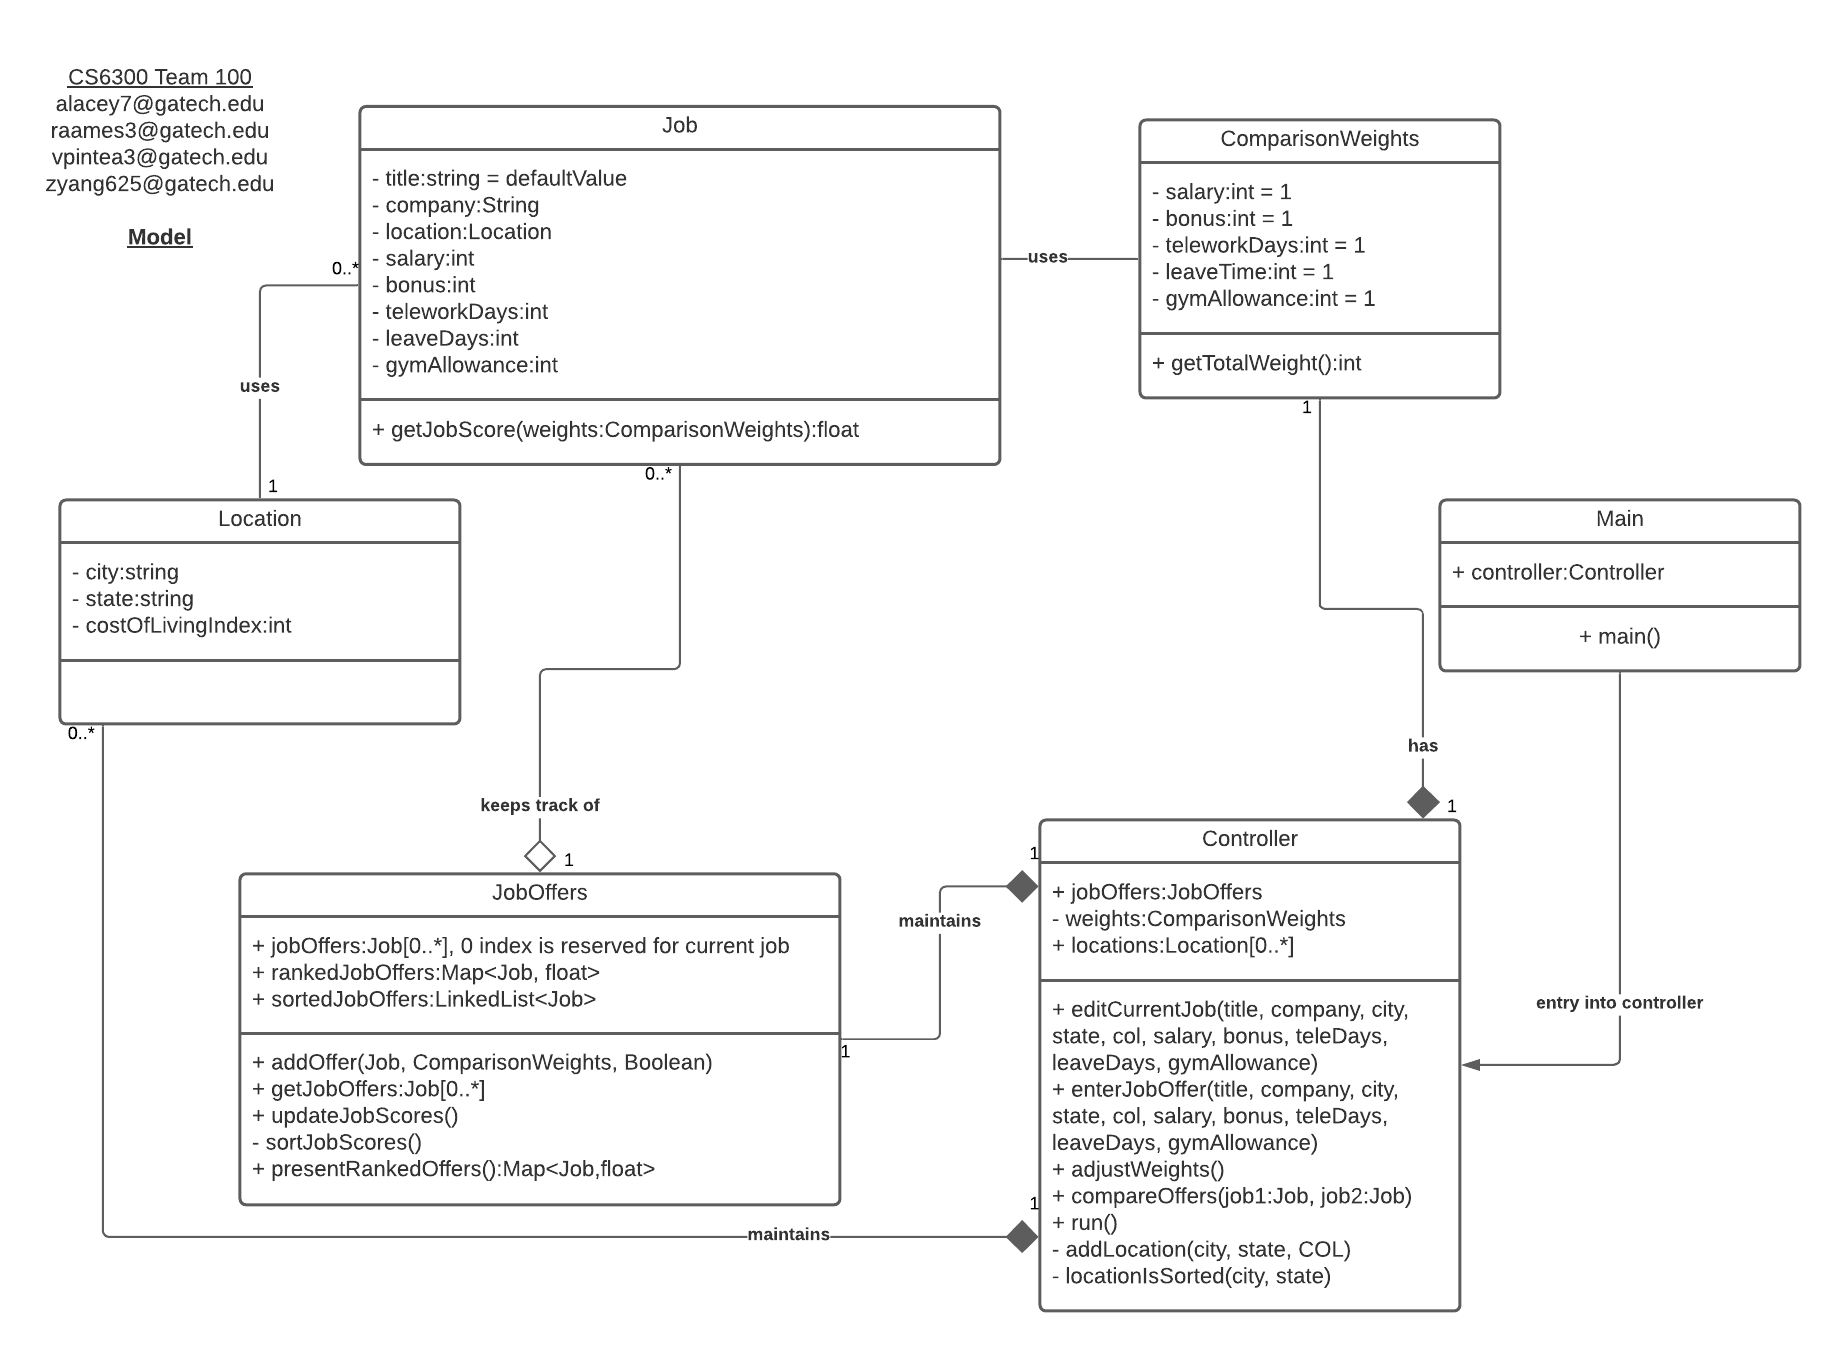 CS6300 Team 100
alacey7@gatech.edu
raames3@gatech.edu
vpintea3@gatech.edu
zyang625@gatech.edu
Model
Job
- title:string = defaultValue
- company:String
- location:Location
- salary:int
- bonus:int
- teleworkDays:int
- leaveDays:int
- gymAllowance:int
+ getJobScore(weights:ComparisonWeights):float
uses
ComparisonWeights
- salary:int = 1
- bonus:int = 1
- teleworkDays:int = 1
- leaveTime:int = 1
- gymAllowance:int = 1
+ getTotalWeight():int
0..*
uses
1
0..*
1
Location
- city:string
- state:string
- costOfLivingIndex:int
0..*
Main
+ controller:Controller
+ main()
has
1
keeps track of
1
entry into controller
JobOffers
+ jobOffers:Job[0..*], 0 index is reserved for current job
+ rankedJobOffers:Map<Job, float>
+ sortedJobOffers:LinkedList<Job>
+ addOffer(Job, ComparisonWeights, Boolean)
+ getJobOffers:Job[0..*]
+ updateJobScores()
- sortJobScores()
+ presentRankedOffers():Map<Job,float>
1
maintains
1
Controller
+ jobOffers:JobOffers
- weights:ComparisonWeights
+ locations:Location[0..*]
+ editCurrentJob(title, company, city,
state, col, salary, bonus, teleDays,
leaveDays, gymAllowance)
+ enterJobOffer(title, company, city,
state, col, salary, bonus, teleDays,
leaveDays, gymAllowance)
+ adjustWeights()
+ compareOffers(job1:Job, job2:Job)
+ run()
- addLocation(city, state, COL)
- locationIsSorted(city, state)
1
maintains